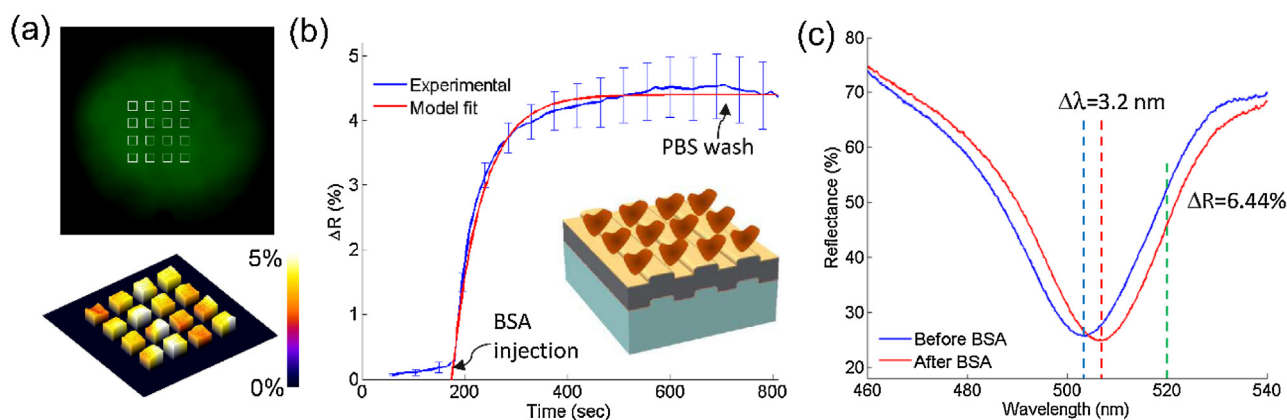 (a)
5%
0%
(b)
ΔR (%)
5
4
3
2
1
0
Experimental
Model fit
PBS wash
BSA
injection
200
400
600
800
Time (sec)
(c)
Reflectance (%)
80
70
60
50
40
30
20
Δλ=3.2 nm
ΔR=6.44%
Before BSA
After BSA
460
480
500
520
540
Wavelength (nm)